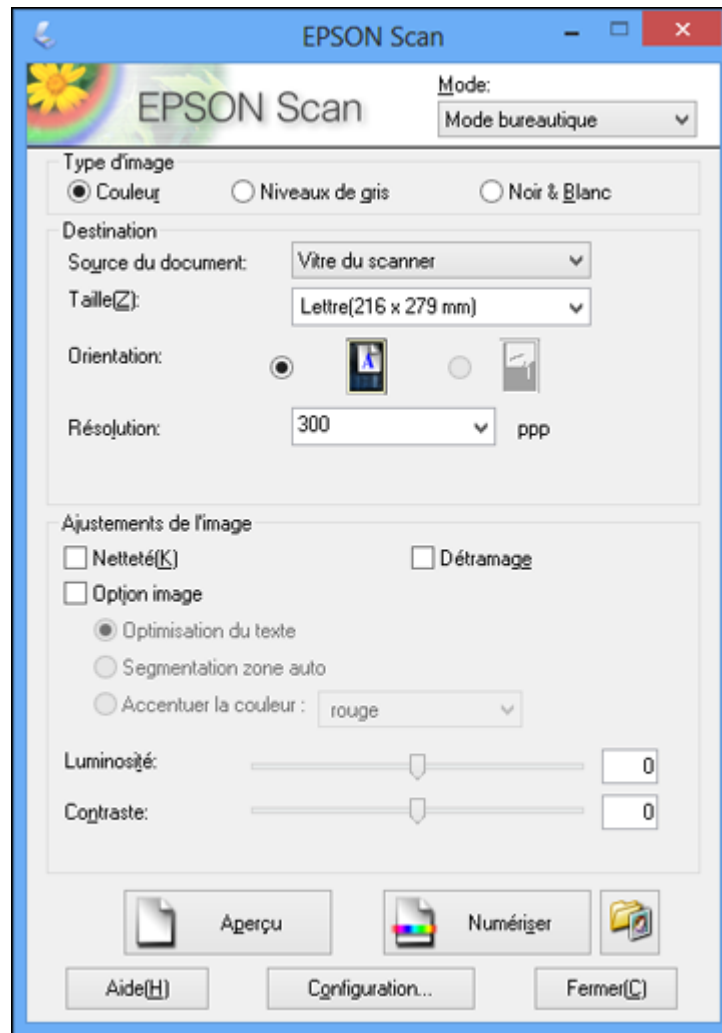 EPSON Scan
EPSON Scan
Mode:
Mode bureautique
Type d'image
Couleur Niveaux de gris Noir & Blanc
Destination
Source du document: Vitre du scanner
Taille(Z): Lettre(216 x 279 mm)
Orientation:
A
Résolution: 300 ppp
Ajustements de l'image
Netteté(K) Détramage
Option image
Optimisation du texte
Segmentation zone auto
Accentuer la couleur : rouge
Luminosité: 0
Contraste: 0
Aperçu Numériser
Aide(H) Configuration... Fermer(C)